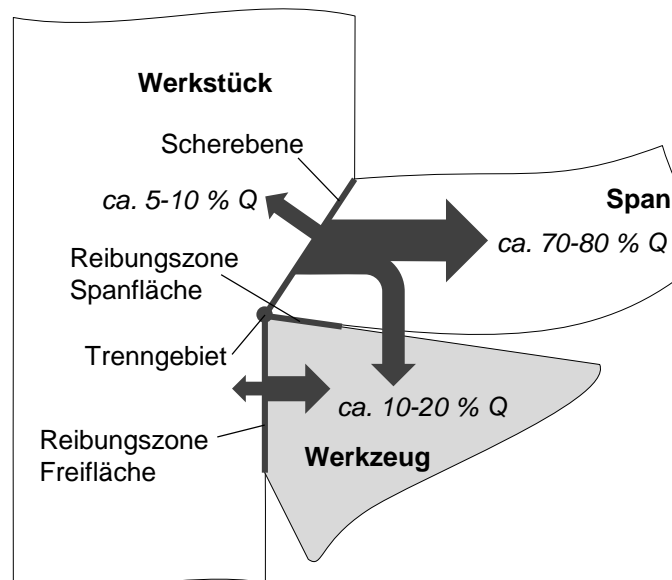 Werkstück
Scherebene
ca. 5-10 % Q
Span
ca. 70-80 % Q
Reibungszone
Spanfläche
Trenngebiet
ca. 10-20 % Q
Reibungszone
Freifläche
Werkzeug